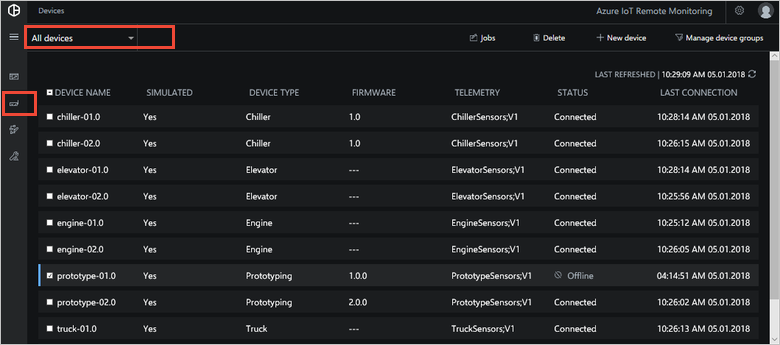 Devices
Azure IoT Remote Monitoring
All devices
Jobs
Delete
New device
Manage device groups
LAST REFRESHED | 10:29:09 AM 05.01.2018
DEVICE NAME SIMULATED DEVICE TYPE FIRMWARE TELEMETRY STATUS LAST CONNECTION
chiller-01.0 Yes Chiller 1.0 ChillerSensors;V1 Connected 10:28:14 AM 05.01.2018
chiller-02.0 Yes Chiller 1.0 ChillerSensors;V1 Connected 10:26:15 AM 05.01.2018
elevator-01.0 Yes Elevator --- ElevatorSensors;V1 Connected 10:28:14 AM 05.01.2018
elevator-02.0 Yes Elevator --- ElevatorSensors;V1 Connected 10:25:56 AM 05.01.2018
engine-01.0 Yes Engine --- EngineSensors;V1 Connected 10:25:12 AM 05.01.2018
engine-02.0 Yes Engine --- EngineSensors;V1 Connected 10:26:05 AM 05.01.2018
prototype-01.0 Yes Prototyping 1.0.0 PrototypeSensors;V1 Offline 04:14:51 AM 05.01.2018
prototype-02.0 Yes Prototyping 2.0.0 PrototypeSensors;V1 Connected 10:26:02 AM 05.01.2018
truck-01.0 Yes Truck --- TruckSensors;V1 Connected 10:26:13 AM 05.01.2018